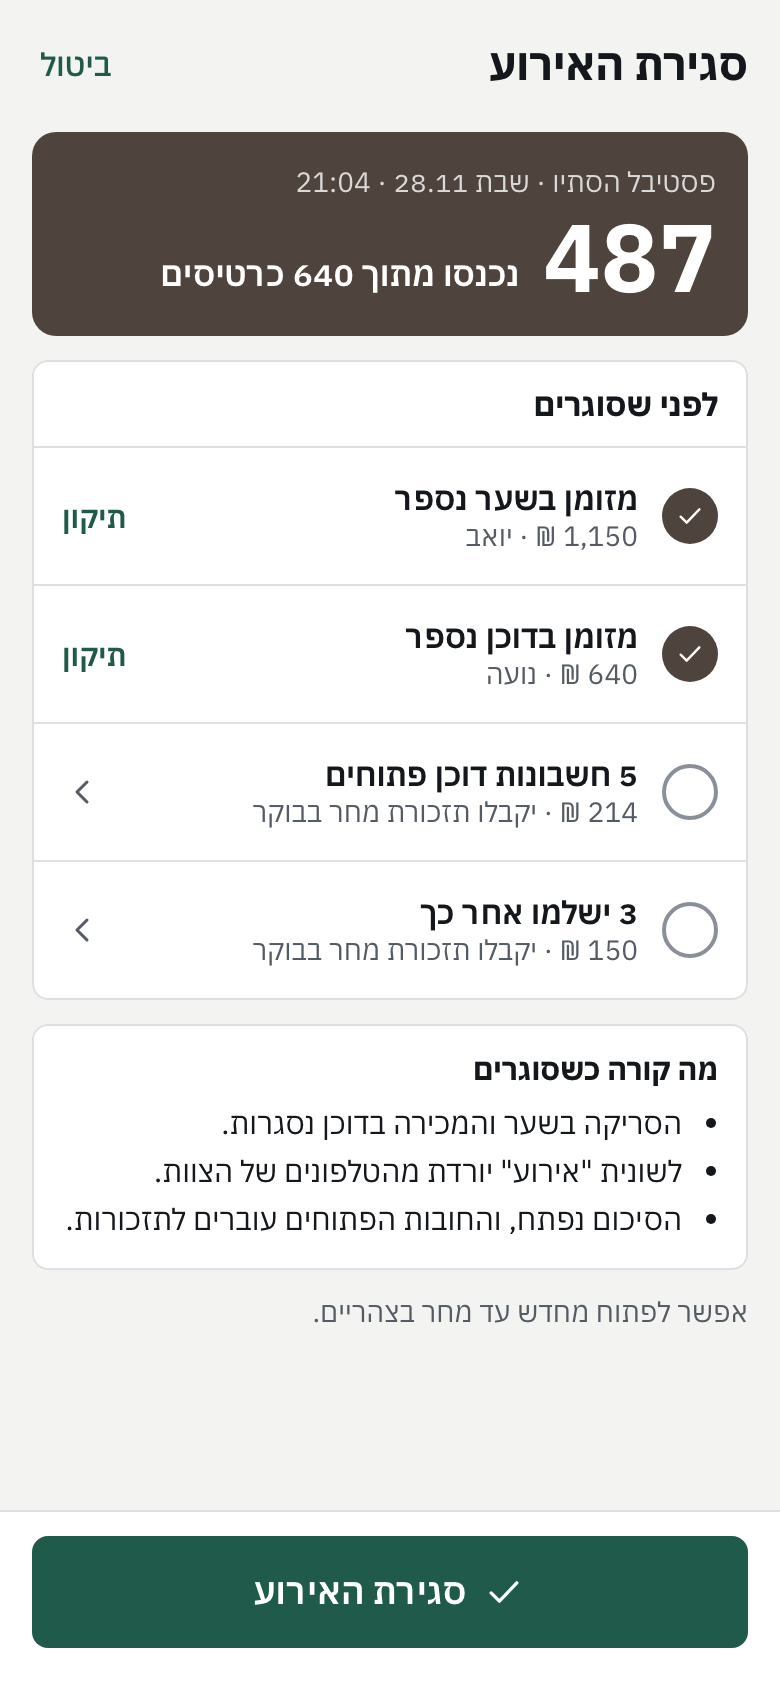 סגירת האירוע
ביטול
פסטיבל הסתיו · שבת 28.11 · 21:04
487 נכנסו מתוך 640 כרטיסים
לפני שסוגרים
מזומן בשער נספר
1,150 ₪ · יואב
תיקון
מזומן בדוכן נספר
640 ₪ · נועה
תיקון
5 חשבונות דוכן פתוחים
214 ₪ · יקבלו תזכורת מחר בבוקר
3 ישלמו אחר כך
150 ₪ · יקבלו תזכורת מחר בבוקר
מה קורה כשסוגרים
• הסריקה בשער והמכירה בדוכן נסגרות.
• לשונית "אירוע" יורדת מהטלפונים של הצוות.
• הסיכום נפתח, והחובות הפתוחים עוברים לתזכורות.
אפשר לפתוח מחדש עד מחר בצהריים.
סגירת האירוע